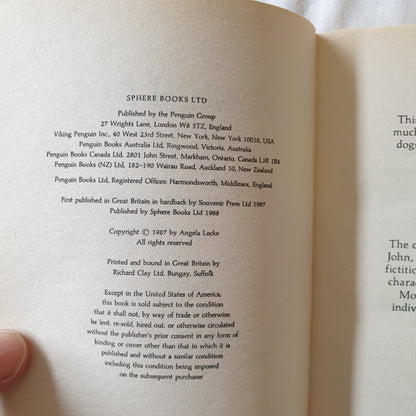 SPHERE BOOKS LTD
Published by the Penguin Group
27 Wrights Lane, London W8 5TZ, England
Viking Penguin Inc, 40 West 23rd Street, New York, New York 10010, USA
Penguin Books Australia Ltd, Ringwood, Victoria, Australia
Penguin Books Canada Ltd, 2801 John Street, Markham, Ontario, Canada L3R 1B4
Penguin Books (NZ) Ltd, 182–190 Wairau Road, Auckland 10, New Zealand
Penguin Books Ltd, Registered Offices: Harmondsworth, Middlesex, England
First published in Great Britain in hardback by Souvenir Press Ltd 1987
Published by Sphere Books Ltd 1988
Copyright © 1987 by Angela Locke
All rights reserved
Printed and bound in Great Britain by
Richard Clay Ltd, Bungay, Suffolk
Except in the United States of America,
this book is sold subject to the condition
that it shall not, by way of trade or otherwise,
be lent, re-sold, hired out, or otherwise circulated
without the publisher's prior consent in any form of
binding or cover other than that in which it is
published and without a similar condition
including this condition being imposed
on the subsequent purchaser
This
much
dogs
The c
John,
fictitio
chara
Mo
indiv